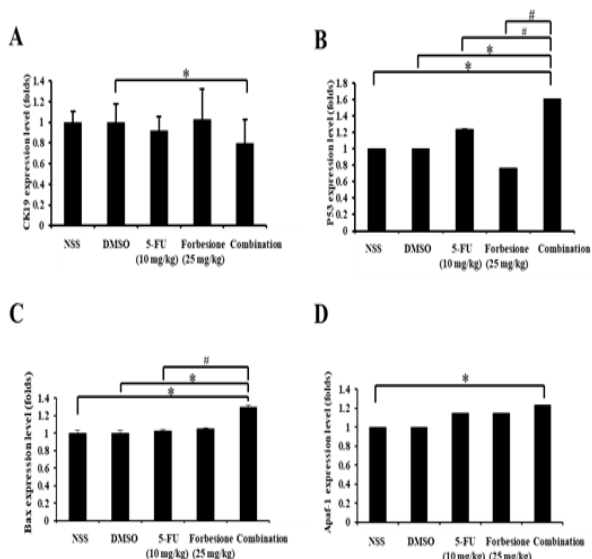 A
*
CK19 expression level (folds)
1.4
1.2
1
0.8
0.6
0.4
0.2
0
NSS DMSO 5-FU Forbesione Combination
(10 mg/kg) (25 mg/kg)
B
#
#
*
*
P53 expression level (folds)
1.8
1.6
1.4
1.2
1
0.8
0.6
0.4
0.2
0
NSS DMSO 5-FU Forbesione Combination
(10 mg/kg) (25 mg/kg)
C
#
*
*
Bax expression level (folds)
1.4
1.2
1
0.8
0.6
0.4
0.2
0
NSS DMSO 5-FU Forbesione Combination
(10 mg/kg) (25 mg/kg)
D
*
Apaf-1 expression level (folds)
1.4
1.2
1
0.8
0.6
0.4
0.2
0
NSS DMSO 5-FU Forbesione Combination
(10 mg/kg) (25 mg/kg)